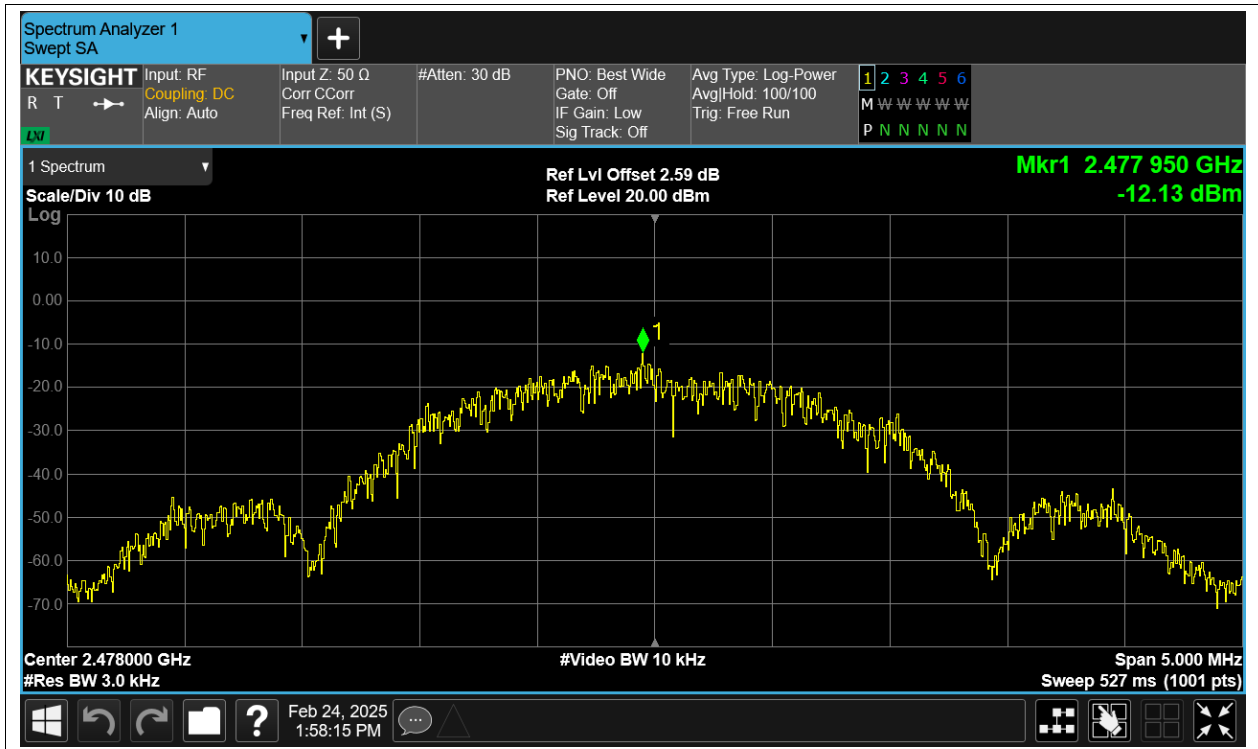 Spectrum Analyzer 1
Swept SA
KEYSIGHT
R T
LXI
Input: RF
Coupling: DC
Align: Auto
Input Z: 50 Ω
Corr CCorr
Freq Ref: Int (S)
#Atten: 30 dB
PNO: Best Wide
Gate: Off
IF Gain: Low
Sig Track: Off
Avg Type: Log-Power
Avg|Hold: 100/100
Trig: Free Run
1 2 3 4 5 6
M W W W W W
P N N N N N
1 Spectrum
Scale/Div 10 dB
Log
Ref Lvl Offset 2.59 dB
Ref Level 20.00 dBm
Mkr1 2.477 950 GHz
-12.13 dBm
10.0
0.00
-10.0
-20.0
-30.0
-40.0
-50.0
-60.0
-70.0
1
Center 2.478000 GHz
#Res BW 3.0 kHz
#Video BW 10 kHz
Span 5.000 MHz
Sweep 527 ms (1001 pts)
?
Feb 24, 2025
1:58:15 PM